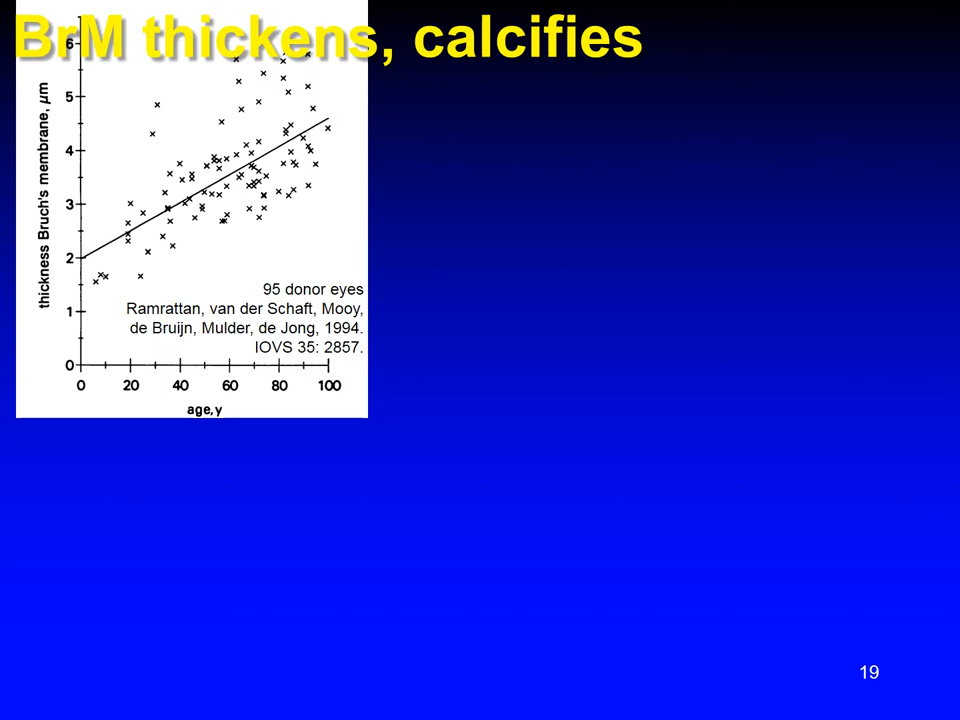 BrM thickens, calcifies
thickness Bruch's membrane, µm
6
5
4
3
2
1
0
95 donor eyes
Ramrattan, van der Schaft, Mooy,
de Bruijn, Mulder, de Jong, 1994.
IOVS 35: 2857.
0 20 40 60 80 100
age,y
19